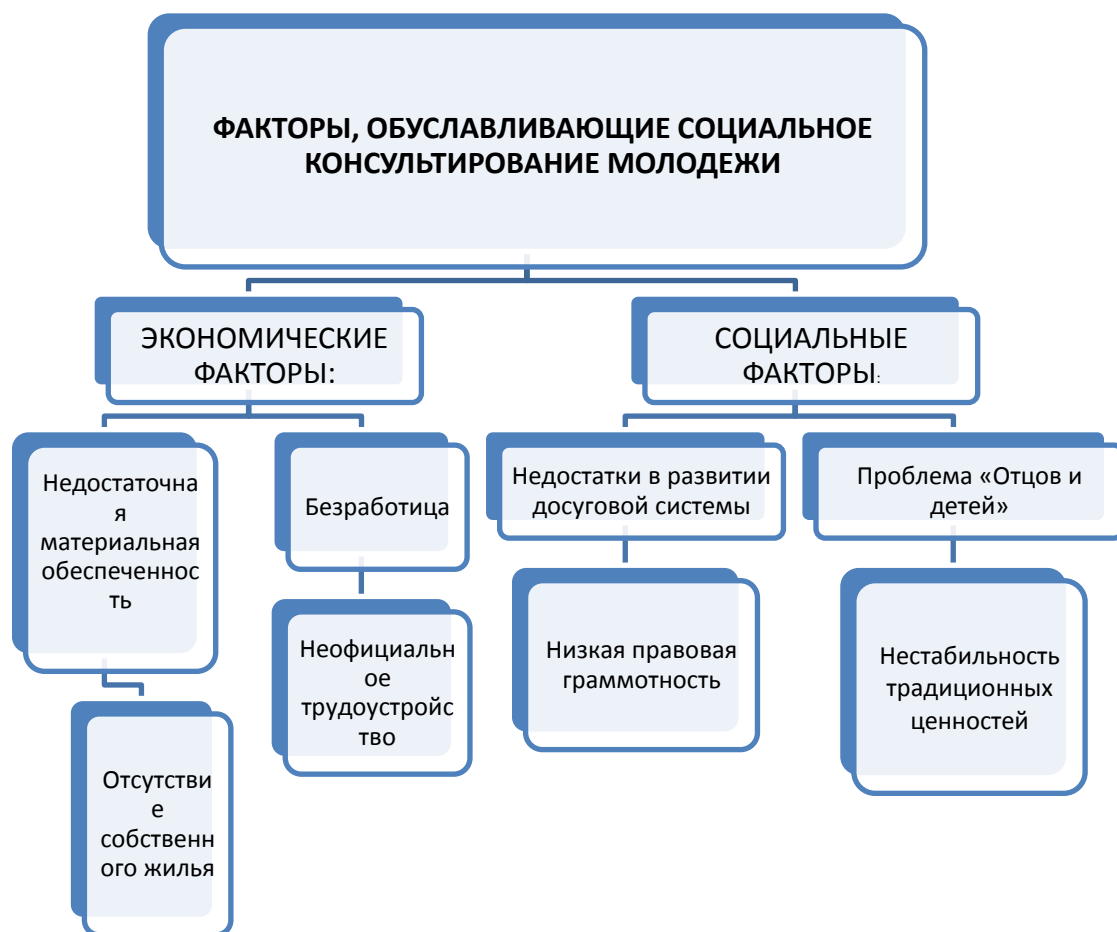 ФАКТОРЫ, ОБУСЛАВЛИВАЮЩИЕ СОЦИАЛЬНОЕ
КОНСУЛЬТИРОВАНИЕ МОЛОДЕЖИ
ЭКОНОМИЧЕСКИЕ
ФАКТОРЫ:
СОЦИАЛЬНЫЕ
ФАКТОРЫ:
Недостаточна
я
материальная
обеспеченнос
ть
Безработица
Недостатки в развитии
досуговой системы
Проблема «Отцов и
детей»
Отсутстви
е
собственн
ого жилья
Неофициальн
ое
трудоустройс
тво
Низкая правовая
граммотность
Нестабильность
традиционных
ценностей